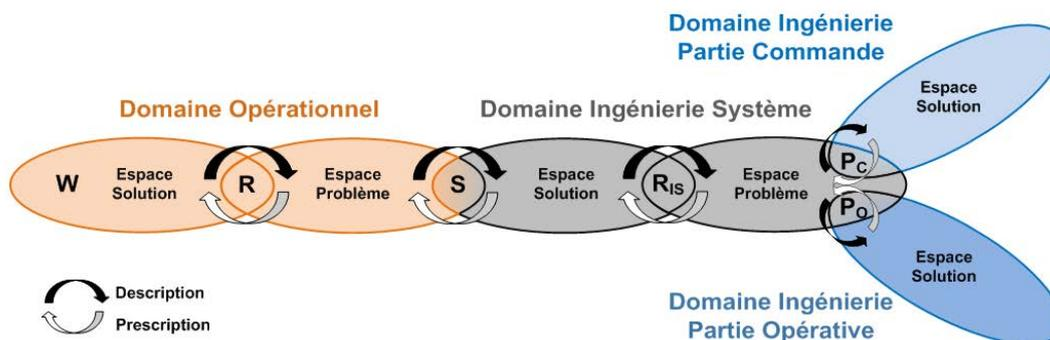 Domaine Ingénierie
Partie Commande
Domaine Opérationnel
Domaine Ingénierie Système
Espace
Solution
W
Espace
Solution
R
Espace
Problème
S
Espace
Solution
RIS
Espace
Problème
PC
PO
Espace
Solution
Description
Prescription
Domaine Ingénierie
Partie Opérative